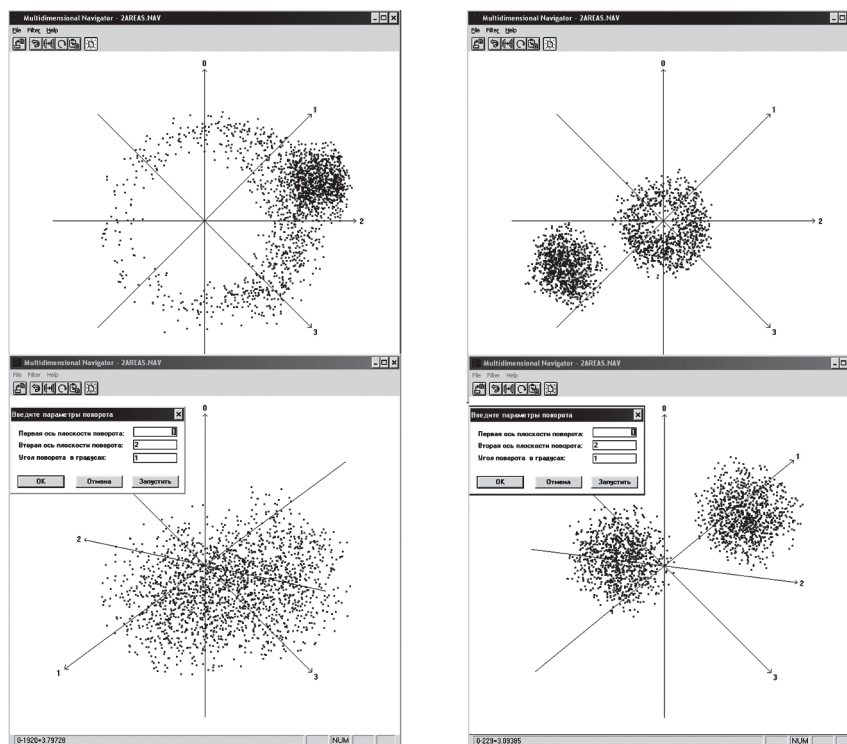 Multidimensional Navigator - 2AREAS.NAV
File Filter Help
0
1
2
3
Multidimensional Navigator - 2AREAS.NAV
File Filter Help
0
1
2
3
Multidimensional Navigator - 2AREAS.NAV
File Filter Help
Введите параметры поворота
Первая ось плоскости поворота: 1
Вторая ось плоскости поворота: 2
Угол поворота в градусах: 1
OK Отмена Запустить
0
2
1
3
0-1920=3.79728 NUM
Multidimensional Navigator - 2AREAS.NAV
File Filter Help
Введите параметры поворота
Первая ось плоскости поворота: 1
Вторая ось плоскости поворота: 2
Угол поворота в градусах: 1
OK Отмена Запустить
0
1
2
3
0-229=3.09385 NUM